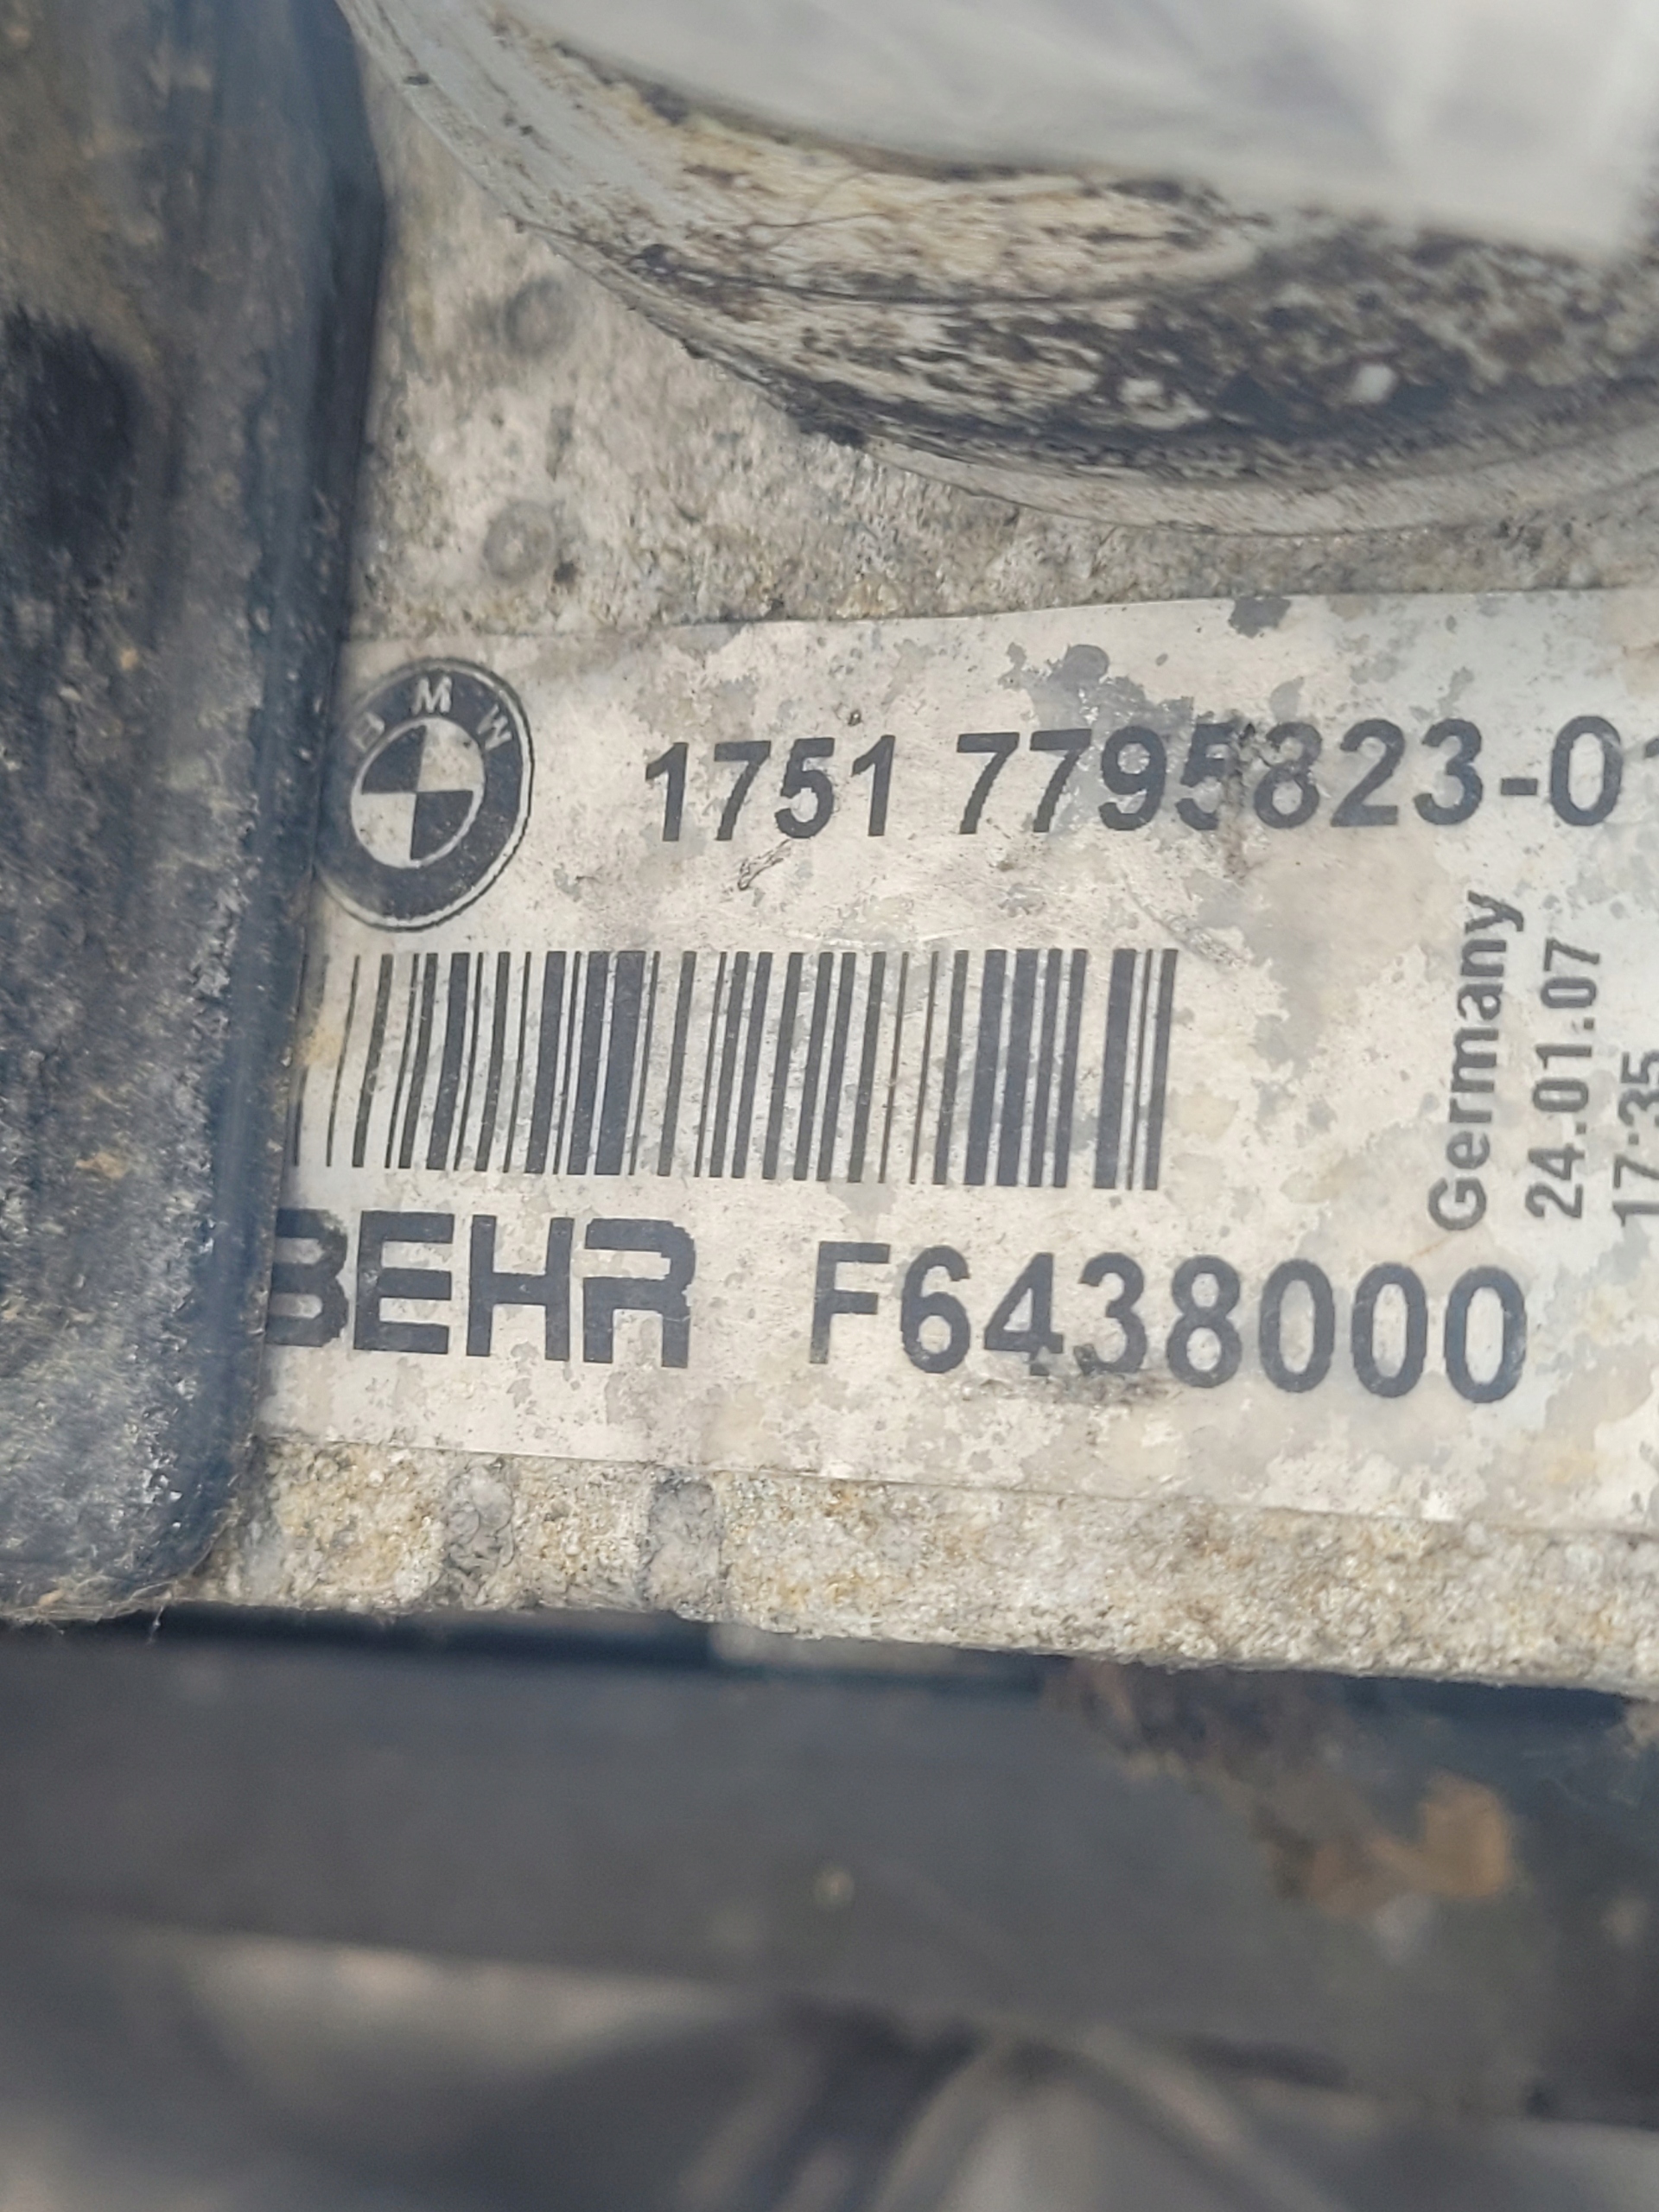 BMW
1751 7795823-01
BEHR F6438000
Germany
24.01.07
17:35